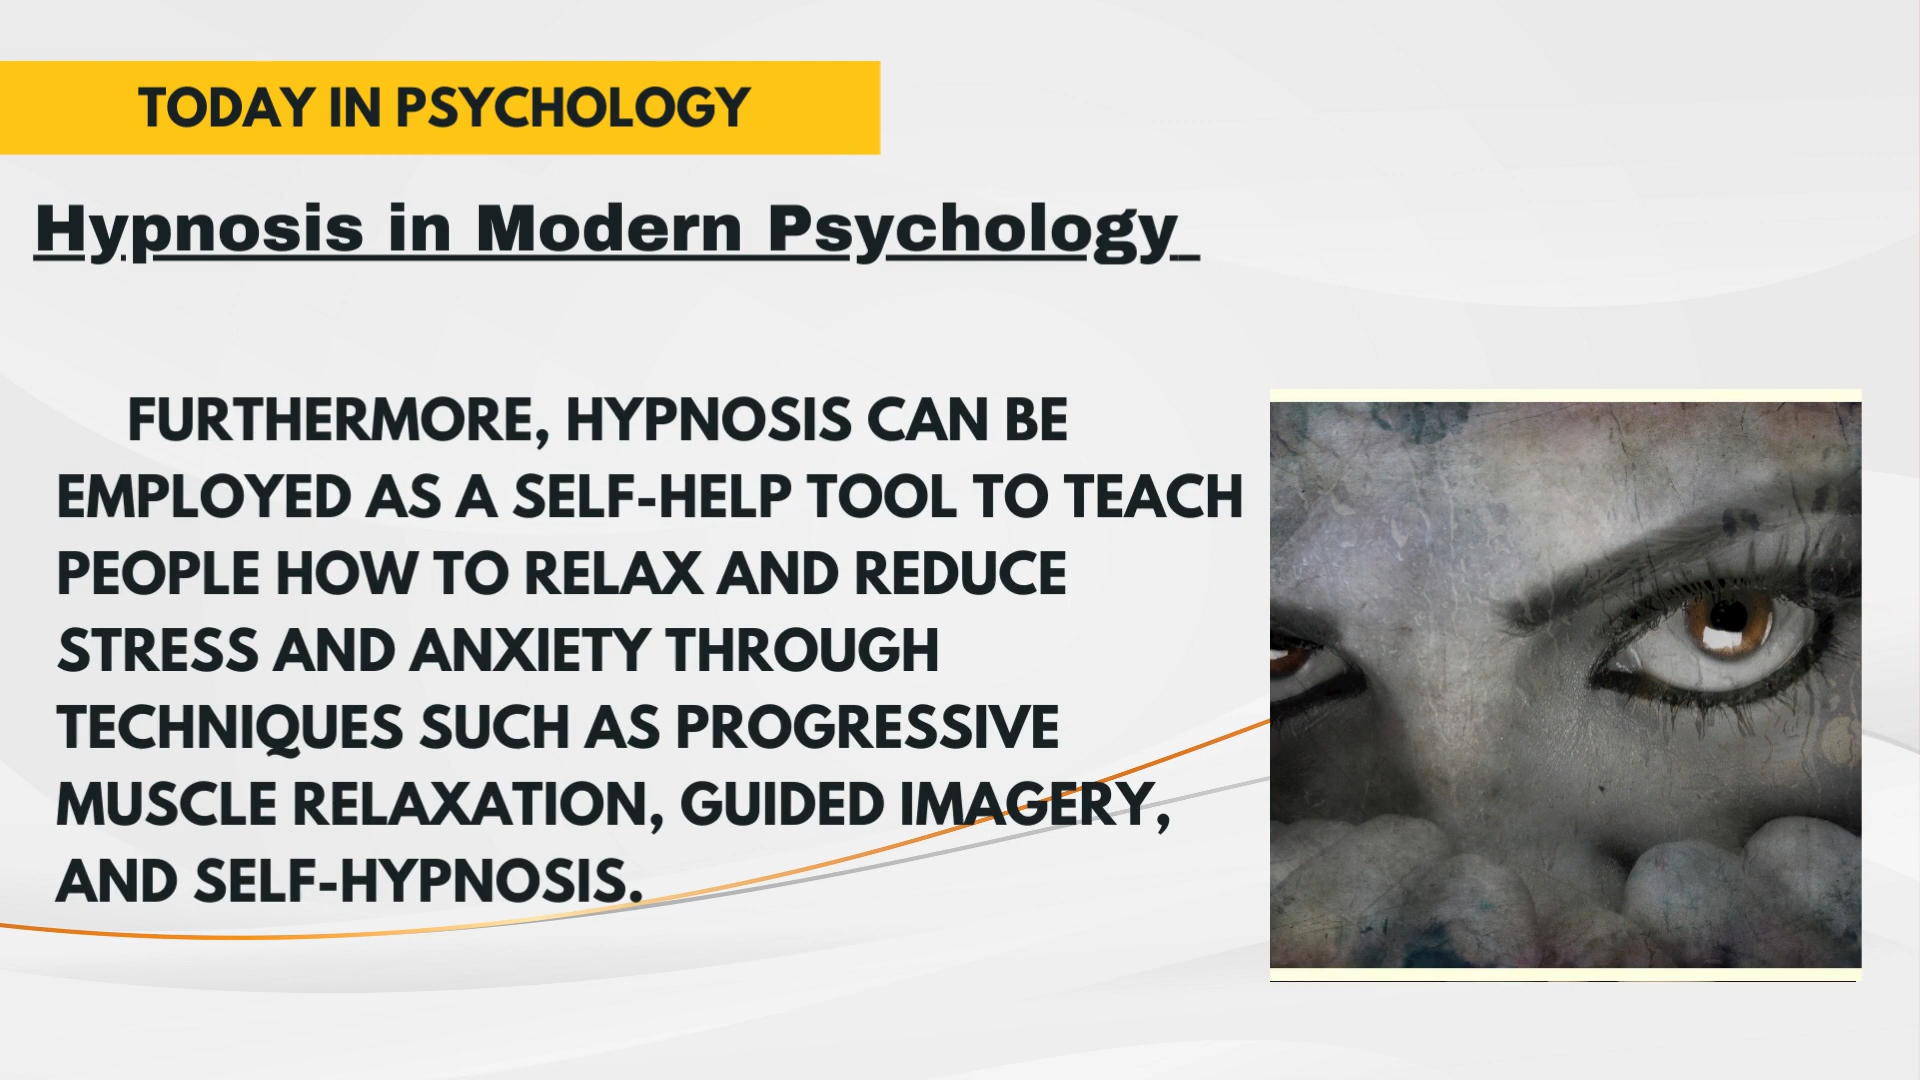 TODAY IN PSYCHOLOGY
Hypnosis in Modern Psychology
FURTHERMORE, HYPNOSIS CAN BE
EMPLOYED AS A SELF-HELP TOOL TO TEACH
PEOPLE HOW TO RELAX AND REDUCE
STRESS AND ANXIETY THROUGH
TECHNIQUES SUCH AS PROGRESSIVE
MUSCLE RELAXATION, GUIDED IMAGERY,
AND SELF-HYPNOSIS.